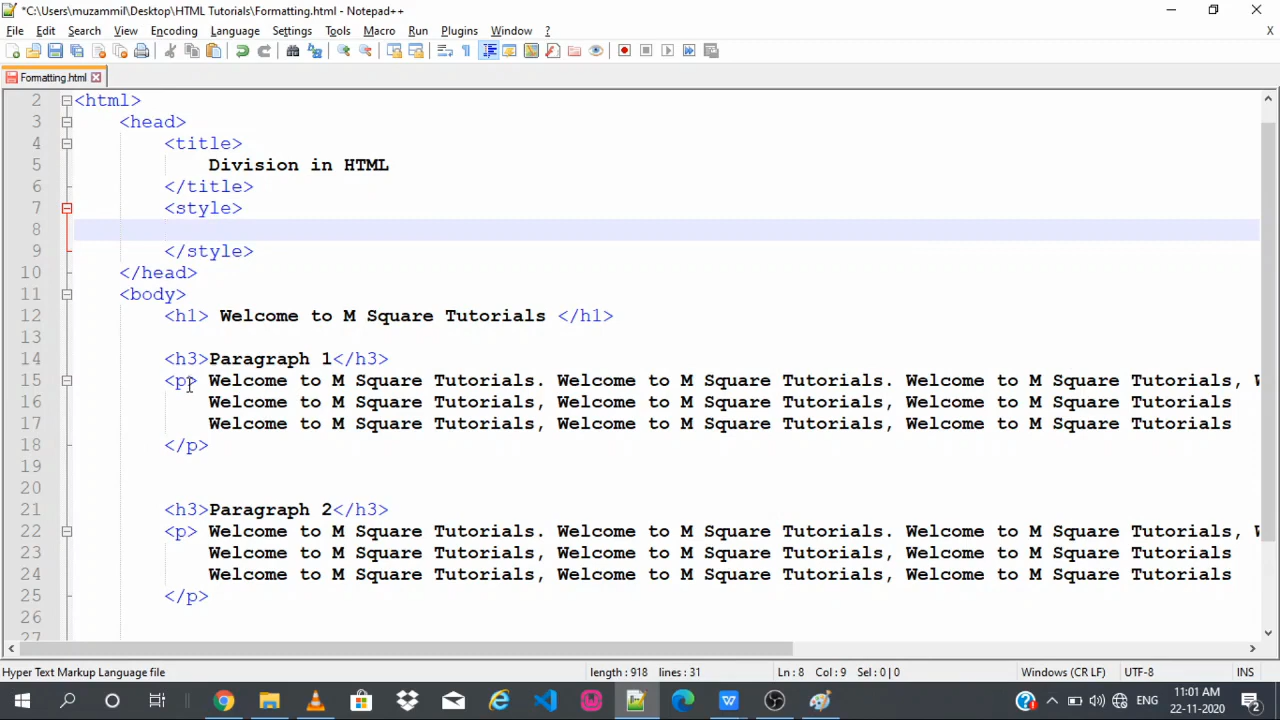 *C:\Users\muzammil\Desktop\HTML Tutorials\Formatting.html - Notepad++
File Edit Search View Encoding Language Settings Tools Macro Run Plugins Window ? X
Formatting.html
2 <html>
3 <head>
4 <title>
5 Division in HTML
6 </title>
7 <style>
8
9 </style>
10 </head>
11 <body>
12 <h1> Welcome to M Square Tutorials </h1>
13
14 <h3>Paragraph 1</h3>
15 <p> Welcome to M Square Tutorials. Welcome to M Square Tutorials. Welcome to M Square Tutorials,
16 Welcome to M Square Tutorials, Welcome to M Square Tutorials, Welcome to M Square Tutorials
17 Welcome to M Square Tutorials, Welcome to M Square Tutorials, Welcome to M Square Tutorials
18 </p>
19
20
21 <h3>Paragraph 2</h3>
22 <p> Welcome to M Square Tutorials. Welcome to M Square Tutorials. Welcome to M Square Tutorials,
23 Welcome to M Square Tutorials, Welcome to M Square Tutorials, Welcome to M Square Tutorials
24 Welcome to M Square Tutorials, Welcome to M Square Tutorials, Welcome to M Square Tutorials
25 </p>
26
27
Hyper Text Markup Language file length : 918 lines : 31 Ln : 8 Col : 9 Sel : 0 | 0 Windows (CR LF) UTF-8 INS
ENG 11:01 AM
22-11-2020 2